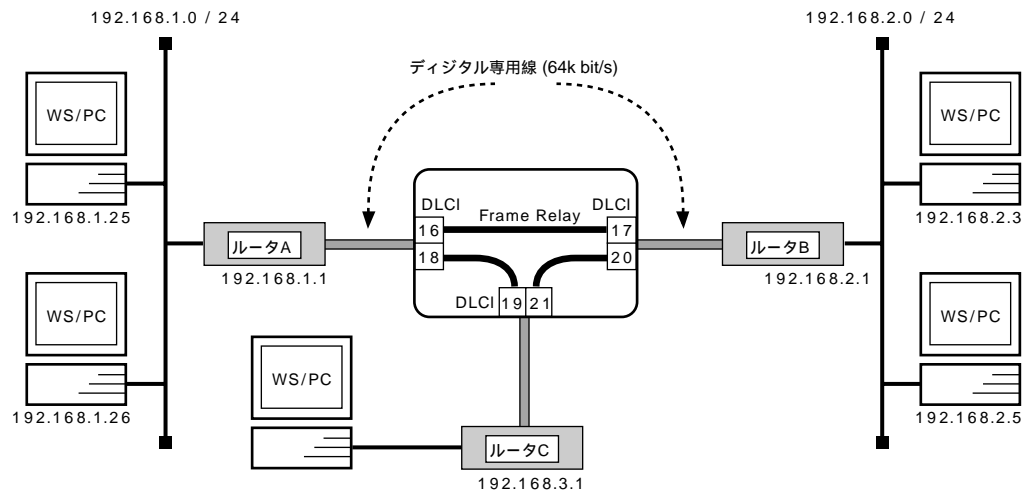 192.168.1.0 / 24
192.168.2.0 / 24
ディジタル専用線 (64k bit/s)
WS/PC
WS/PC
192.168.1.25
192.168.2.3
DLCI
Frame Relay
DLCI
16
17
18
20
ルータA
192.168.1.1
ルータB
192.168.2.1
DLCI
19
21
WS/PC
WS/PC
WS/PC
192.168.1.26
192.168.2.5
ルータC
192.168.3.1